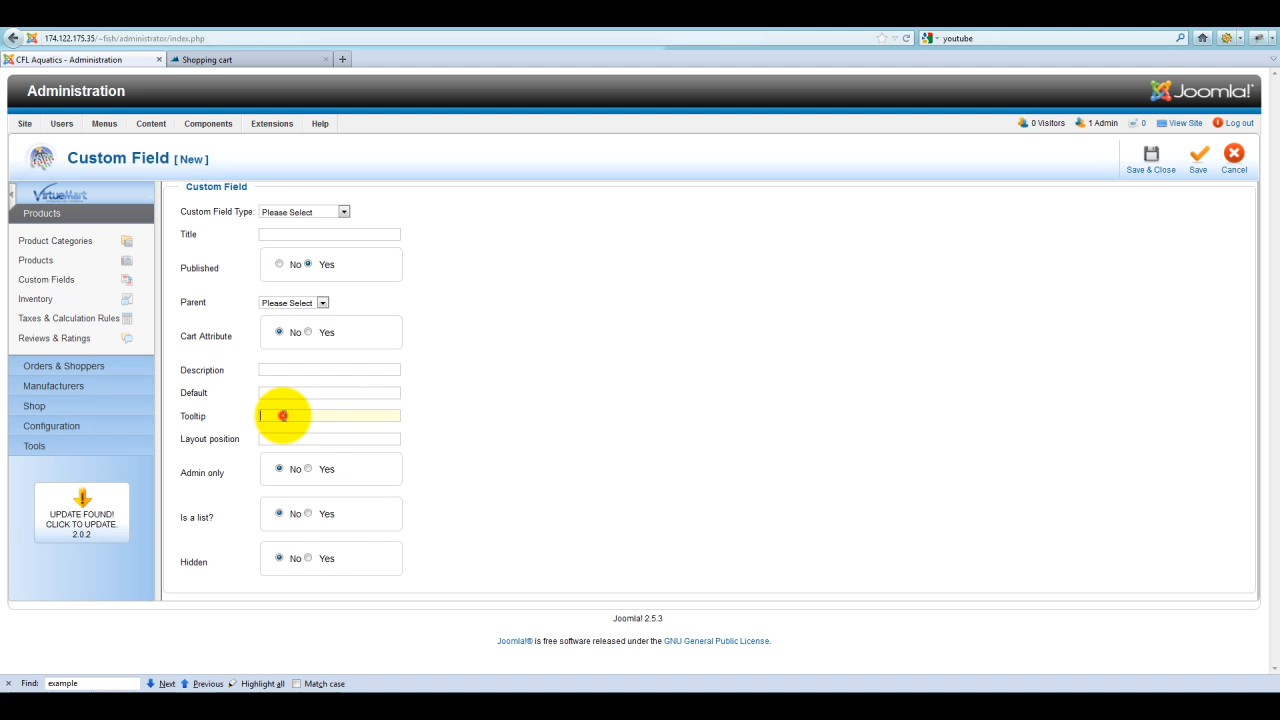 174.122.175.35/~fish/administrator/index.php
youtube
CFL Aquatics - Administration
Shopping cart
Administration
Joomla!
Site Users Menus Content Components Extensions Help
0 Visitors 1 Admin 0 View Site Log out
Custom Field [ New ]
Save & Close Save Cancel
VirtueMart
Products
Product Categories
Products
Custom Fields
Inventory
Taxes & Calculation Rules
Reviews & Ratings
Orders & Shoppers
Manufacturers
Shop
Configuration
Tools
UPDATE FOUND!
CLICK TO UPDATE.
2.0.2
Custom Field
Custom Field Type: Please Select
Title
Published No Yes
Parent Please Select
Cart Attribute No Yes
Description
Default
Tooltip
Layout position
Admin only No Yes
Is a list? No Yes
Hidden No Yes
Joomla! 2.5.3
Joomla!® is free software released under the GNU General Public License.
Find: example Next Previous Highlight all Match case